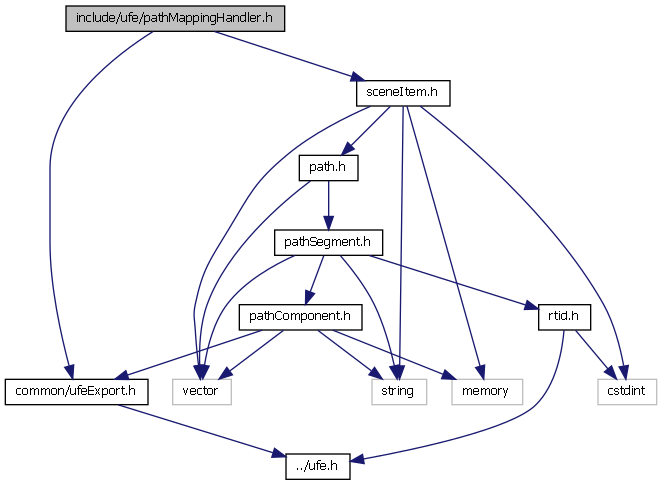 include/ufe/pathMappingHandler.h
sceneItem.h
path.h
pathSegment.h
pathComponent.h
rtid.h
common/ufeExport.h
vector
string
memory
cstdint
../ufe.h